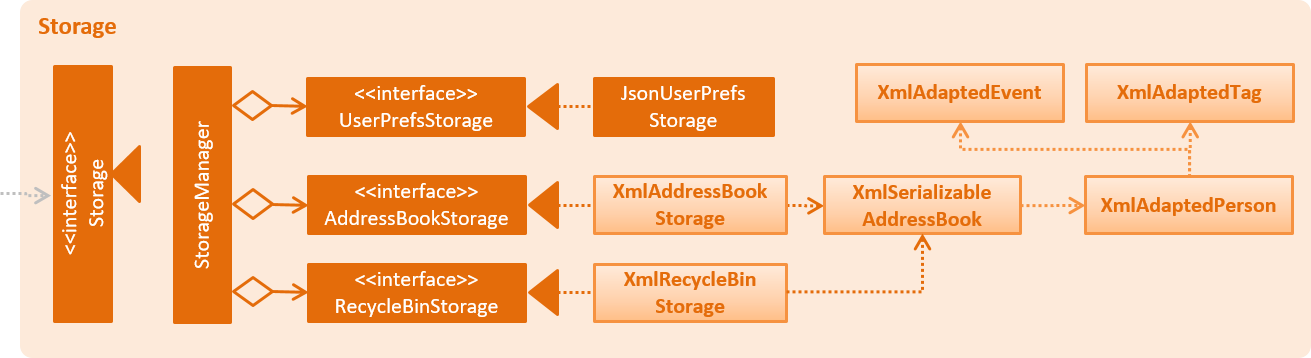 Storage
<<interface>>
Storage
StorageManager
<<interface>>
UserPrefsStorage
JsonUserPrefs
Storage
XmlAdaptedEvent
XmlAdaptedTag
<<interface>>
AddressBookStorage
XmlAddressBook
Storage
XmlSerializable
AddressBook
XmlAdaptedPerson
<<interface>>
RecycleBinStorage
XmlRecycleBin
Storage